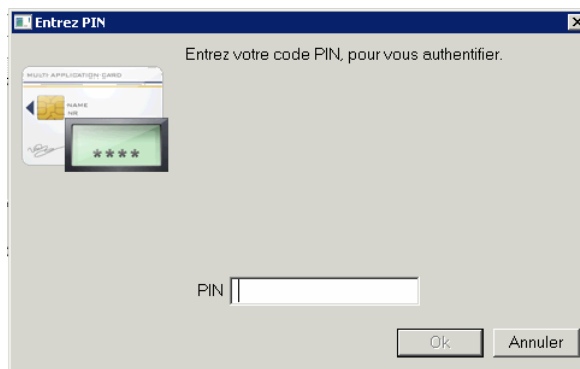 Entrez PIN
Entrez votre code PIN, pour vous authentifier.
MULTI APPLICATION CARD
NAME
NR
****
PIN
Ok
Annuler